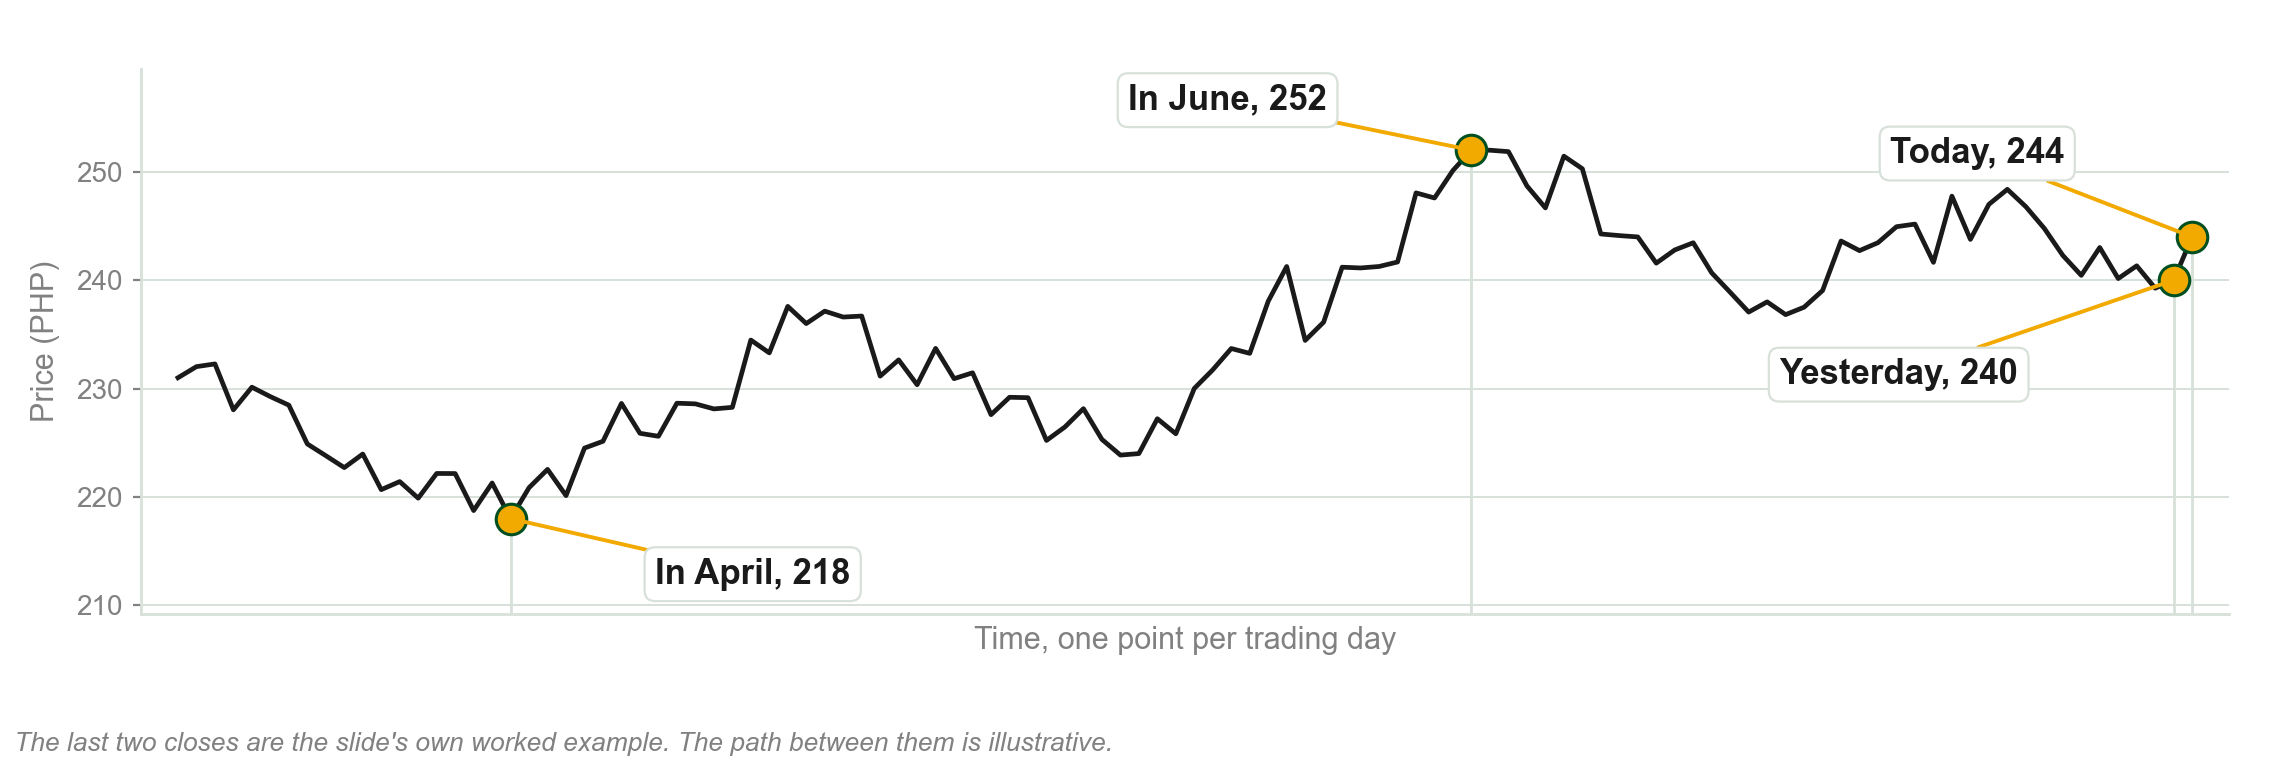 In June, 252
Today, 244
250
240
230
220
210
Price (PHP)
Yesterday, 240
In April, 218
Time, one point per trading day
The last two closes are the slide's own worked example. The path between them is illustrative.